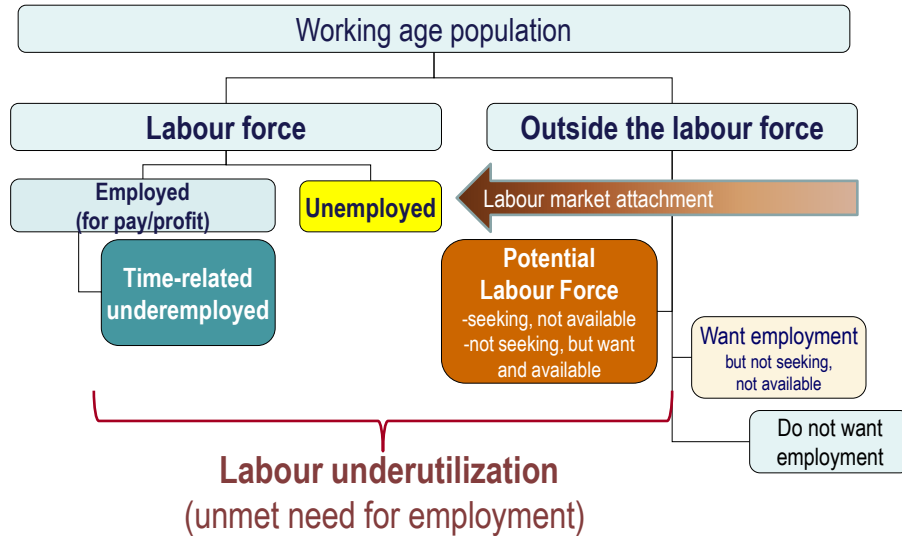 Working age population
Labour force
Outside the labour force
Employed
(for pay/profit)
Unemployed
Labour market attachment
Time-related
underemployed
Potential
Labour Force
-seeking, not available
-not seeking, but want
and available
Want employment
but not seeking,
not available
Do not want
employment
Labour underutilization
(unmet need for employment)